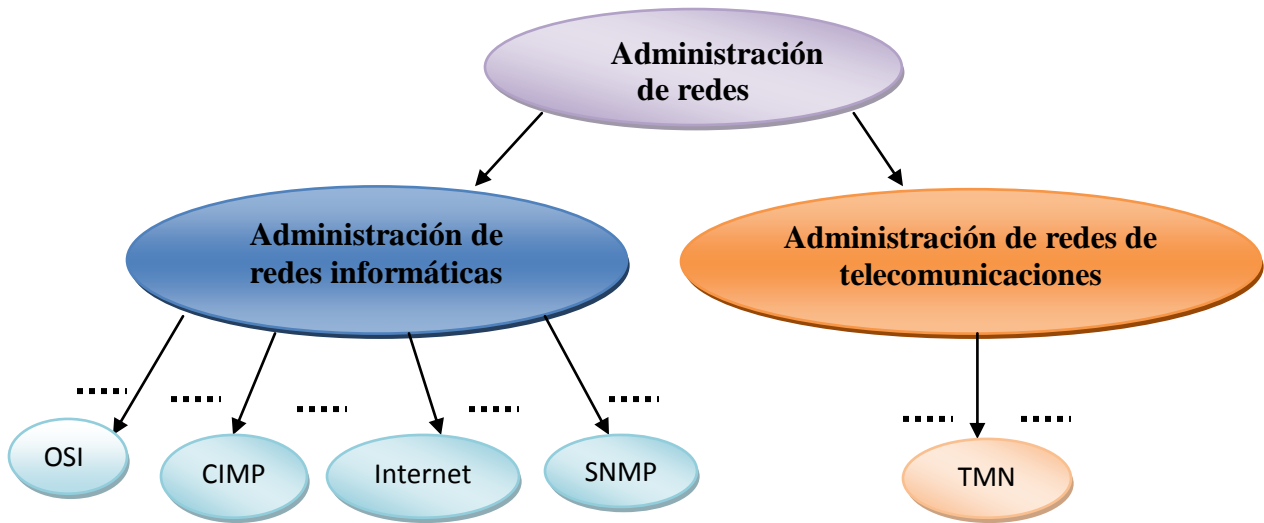 Administración
de redes
Administración de
redes informáticas
Administración de redes de
telecomunicaciones
OSI
CIMP
Internet
SNMP
TMN